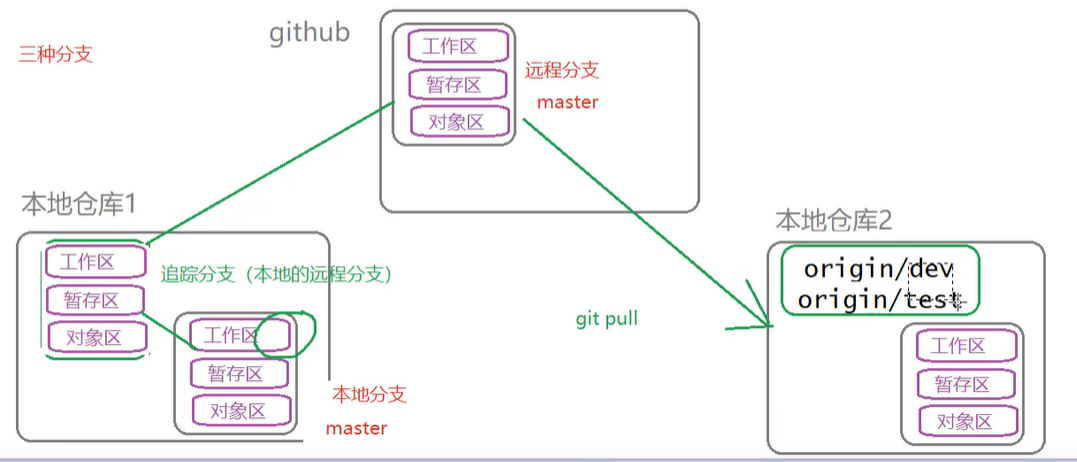 三种分支
github
工作区
暂存区
对象区
远程分支
master
本地仓库1
工作区
暂存区
对象区
追踪分支（本地的远程分支）
工作区
暂存区
对象区
本地分支
master
git pull
本地仓库2
origin/dev
origin/test
工作区
暂存区
对象区